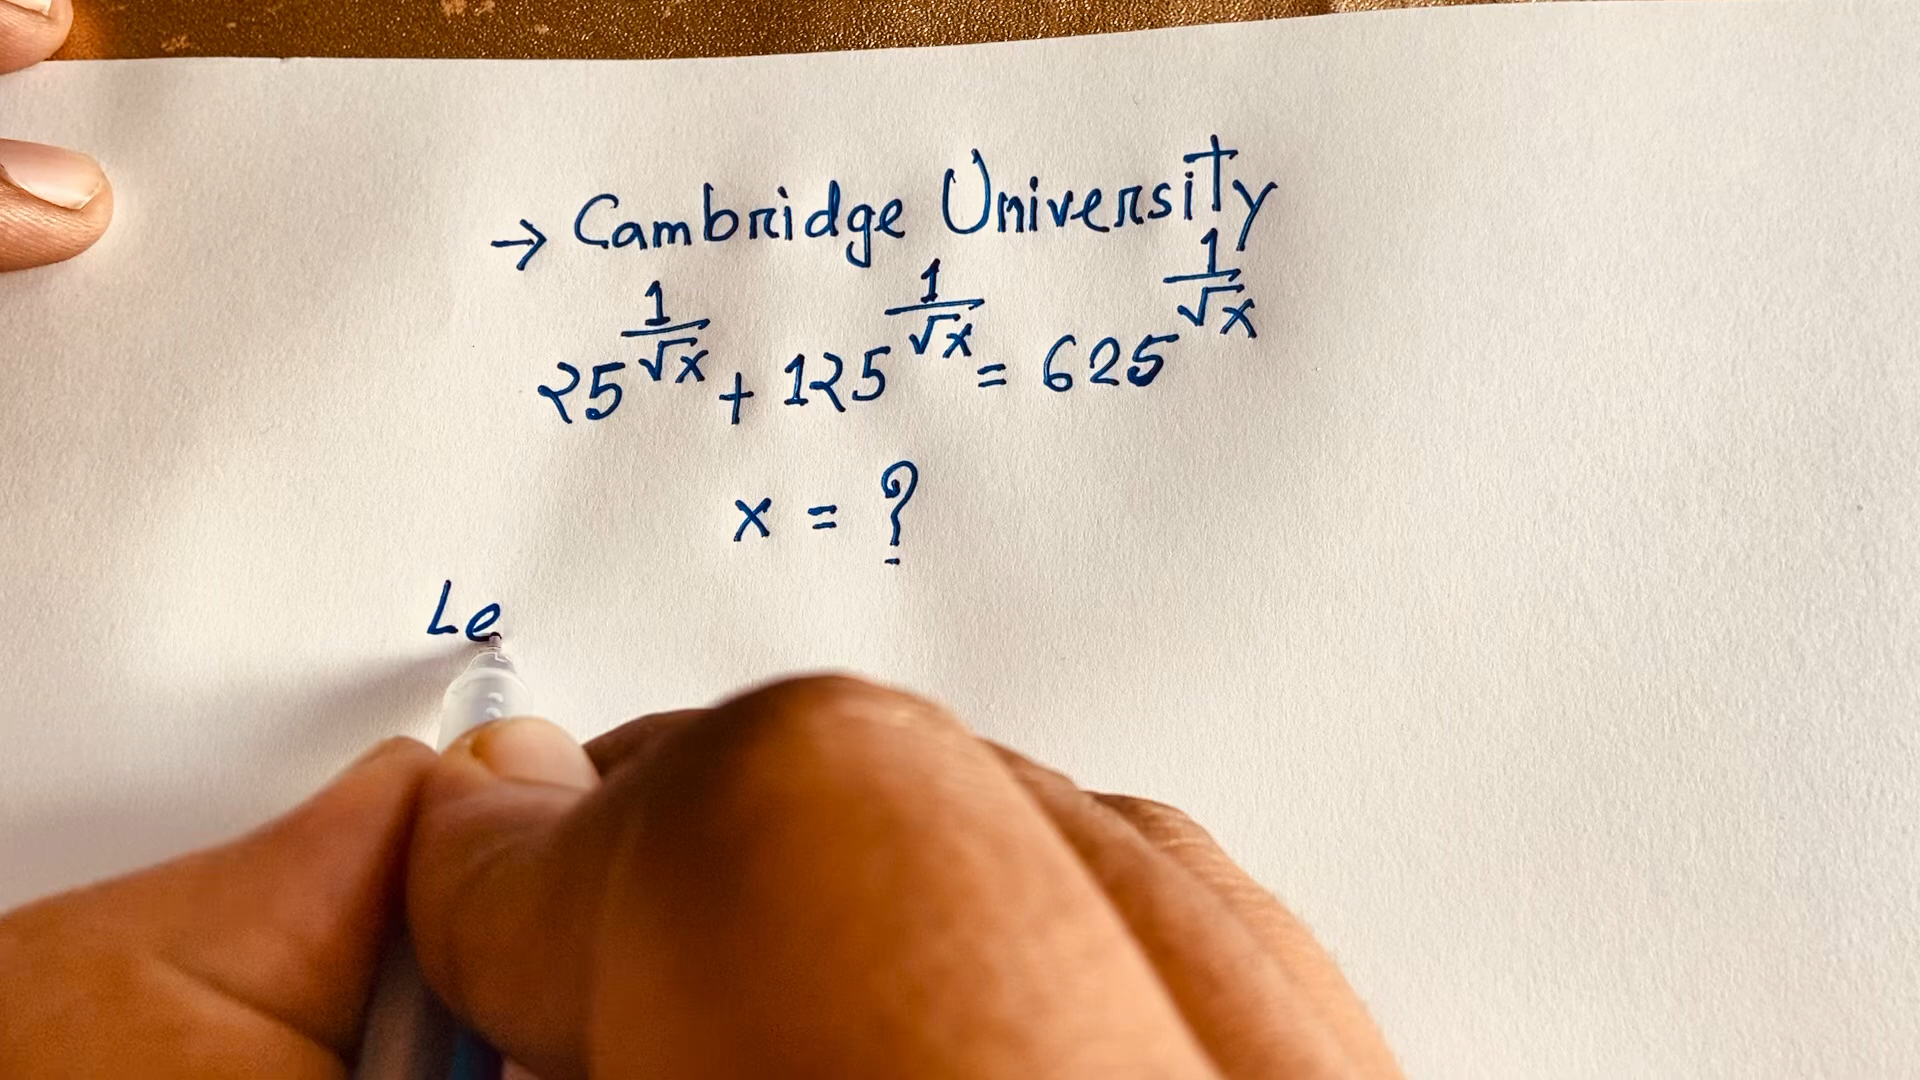 → Cambridge University
25^(1/√x) + 125^(1/√x) = 625^(1/√x)
x = ?
Le